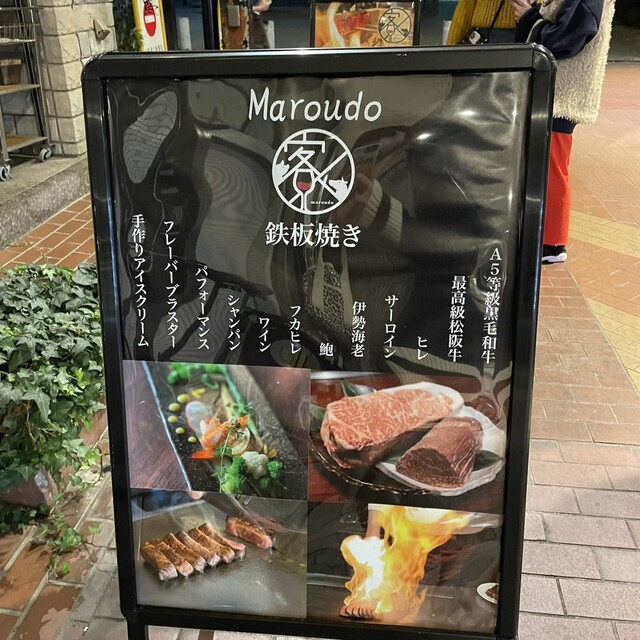 Maroudo
客
maroudo
鉄板焼き
A5等級黒毛和牛
最高級松阪牛
ヒレ
サーロイン
伊勢海老
鮑
フカヒレ
ワイン
シャンパン
パフォーマンス
フレーバーブラスター
手作りアイスクリーム